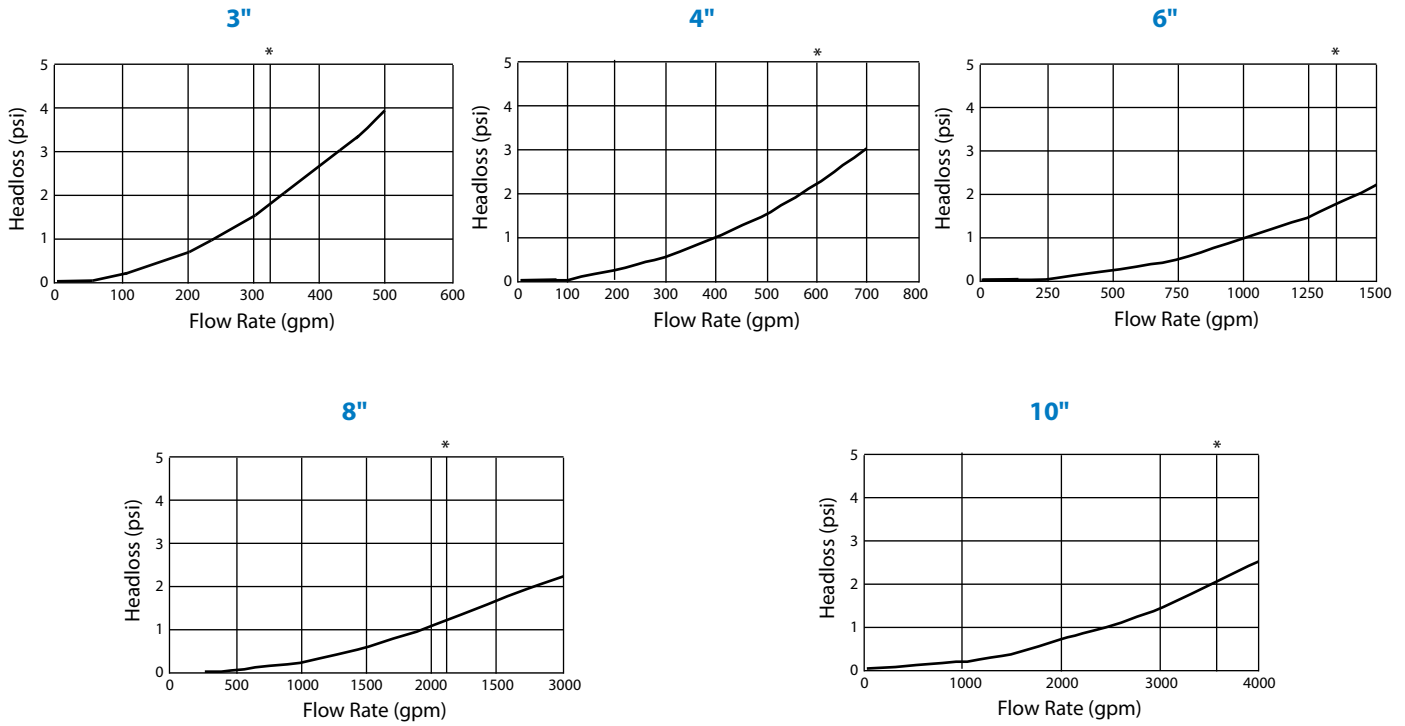 3"
*
5
4
3
2
1
0
Headloss (psi)
0 100 200 300 400 500 600
Flow Rate (gpm)
4"
*
5
4
3
2
1
0
Headloss (psi)
0 100 200 300 400 500 600 700 800
Flow Rate (gpm)
6"
*
5
4
3
2
1
0
Headloss (psi)
0 250 500 750 1000 1250 1500
Flow Rate (gpm)
8"
*
5
4
3
2
1
0
Headloss (psi)
0 500 1000 1500 2000 1500 3000
Flow Rate (gpm)
10"
*
5
4
3
2
1
0
Headloss (psi)
0 1000 2000 3000 4000
Flow Rate (gpm)